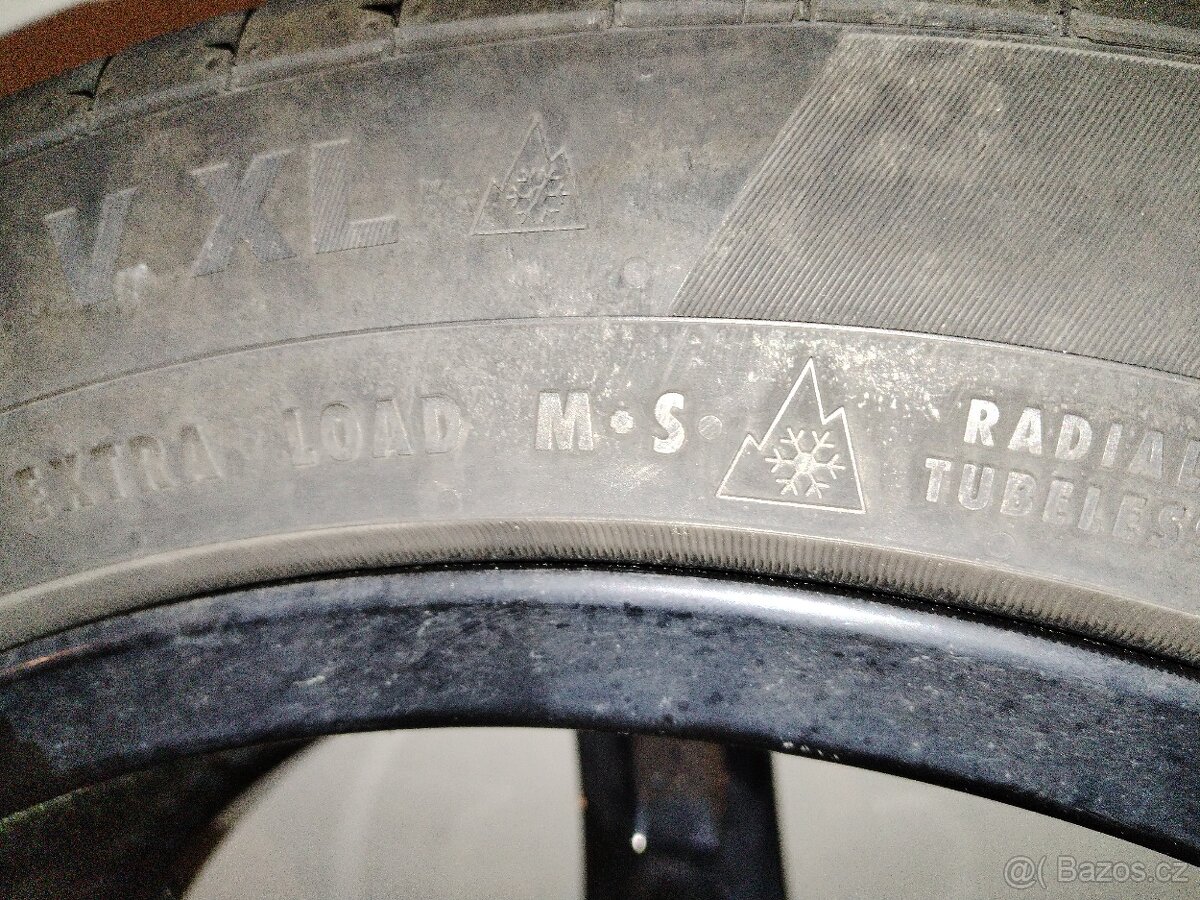 V XL
EXTRA LOAD M•S•
RADIAL
TUBELESS
@( Bazos.cz